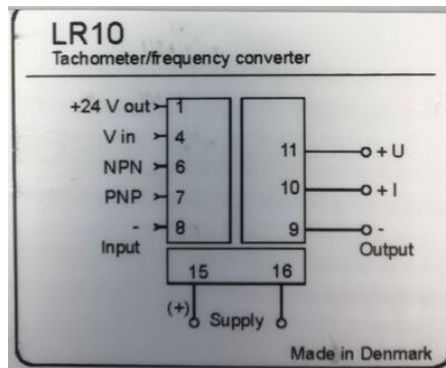 LR10
Tachometer/frequency converter
+24 V out 1
V in 4
NPN 6
PNP 7
- 8
Input
11 + U
10 + I
9 -
Output
15 16
(+) Supply
Made in Denmark